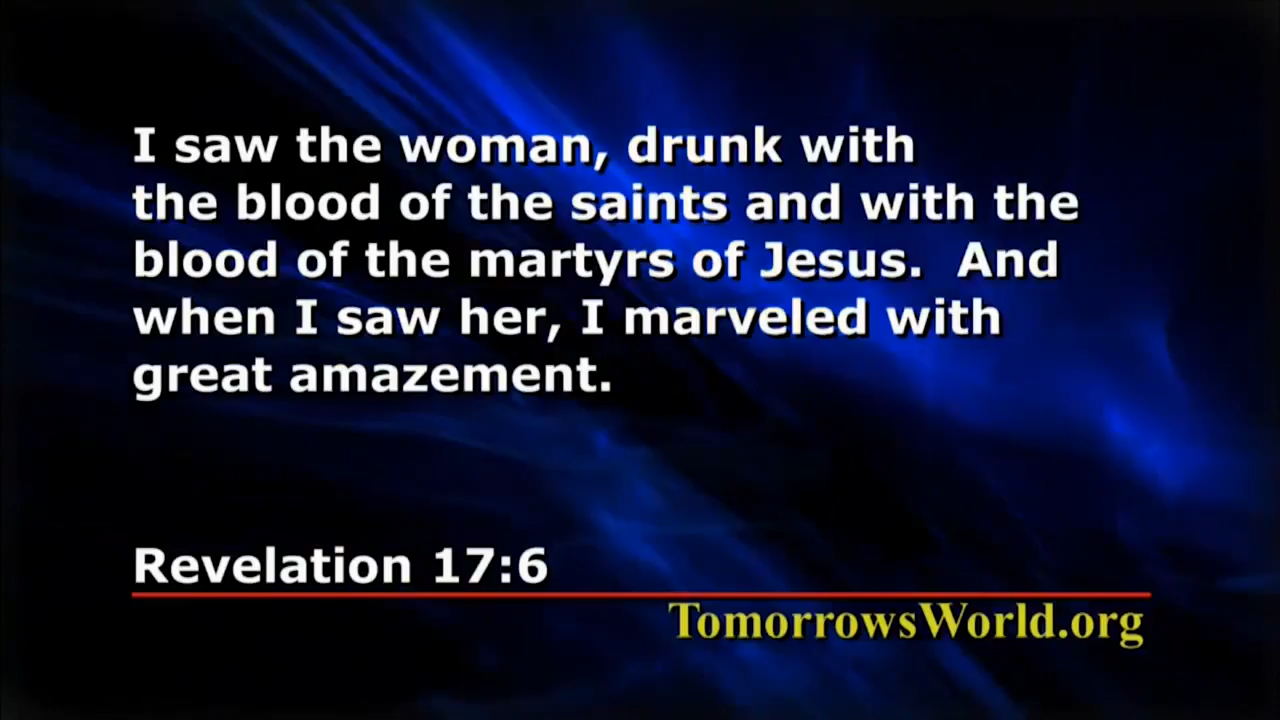 I saw the woman, drunk with
the blood of the saints and with the
blood of the martyrs of Jesus.  And
when I saw her, I marveled with
great amazement.
Revelation 17:6
TomorrowsWorld.org